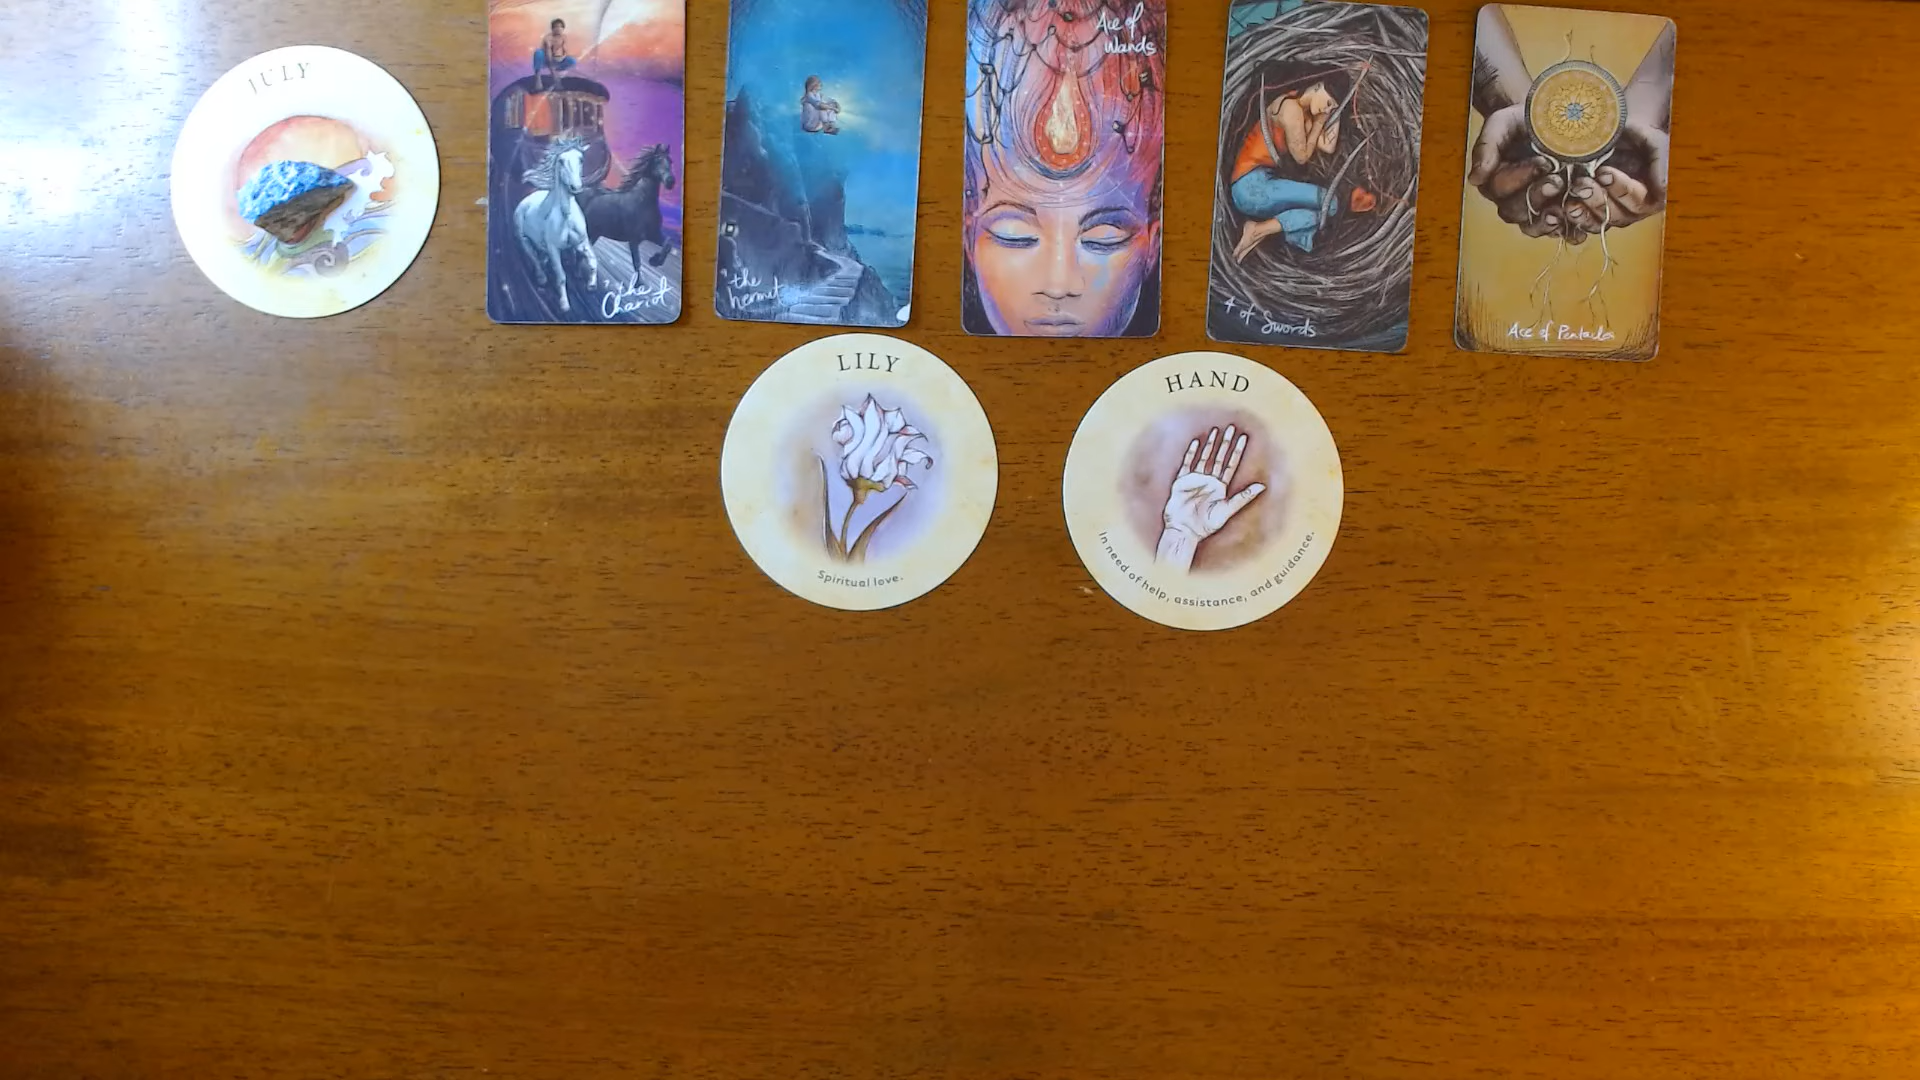 JULY
the
Chariot
the
hermit
Ace of
Wands
4 of Swords
Ace of Pentacles
LILY
Spiritual love.
HAND
In need of help, assistance, and guidance.